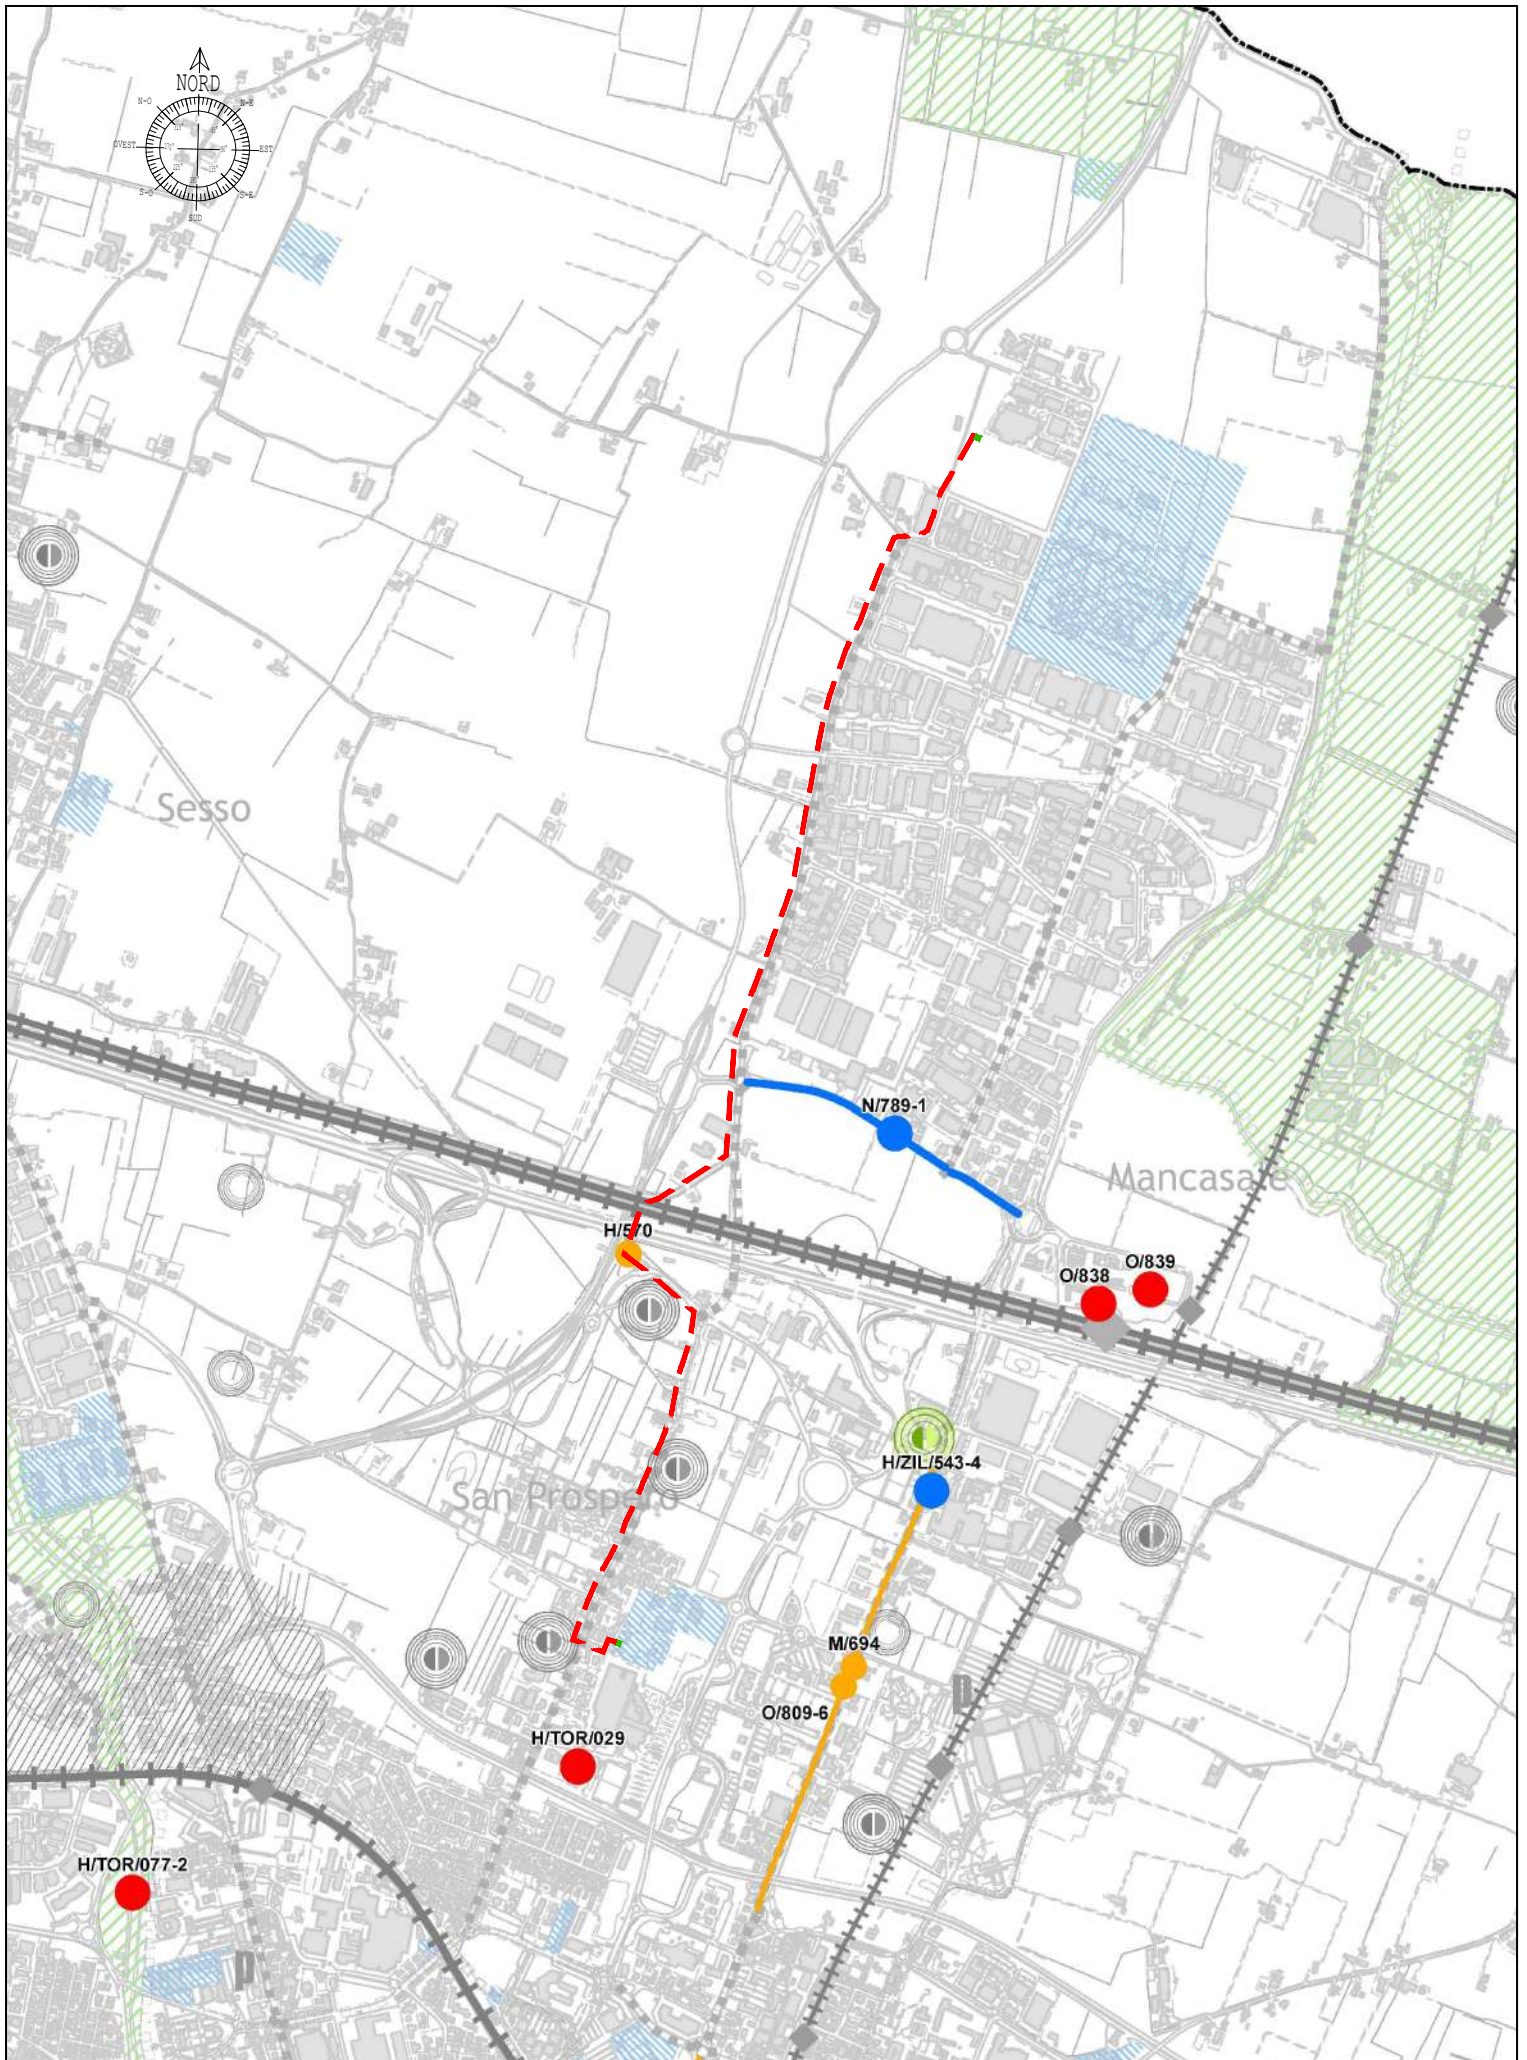 NORD
N-O
N-E
OVEST
EST
S-O
S-E
SUD
Sesso
N/789-1
Mancasale
H/570
O/839
O/838
H/ZIL/543-4
San Prospero
M/694
O/809-6
p
H/TOR/029
H/TOR/077-2
p